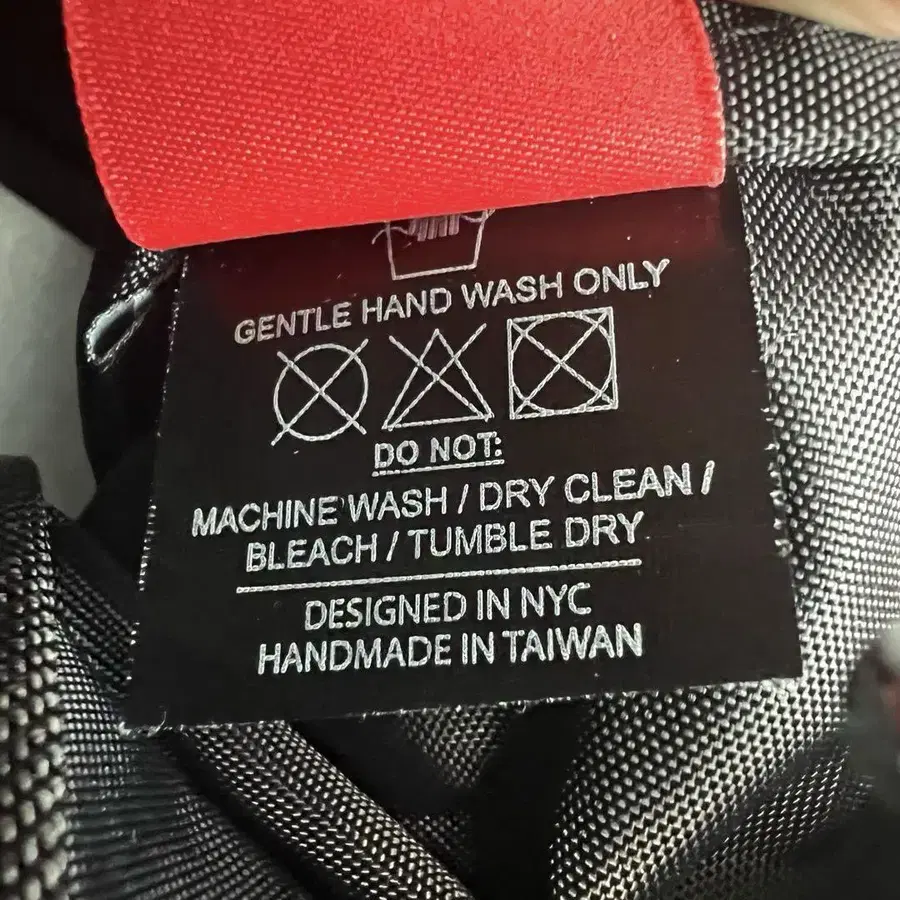 GENTLE HAND WASH ONLY
DO NOT:
MACHINE WASH / DRY CLEAN /
BLEACH / TUMBLE DRY
DESIGNED IN NYC
HANDMADE IN TAIWAN